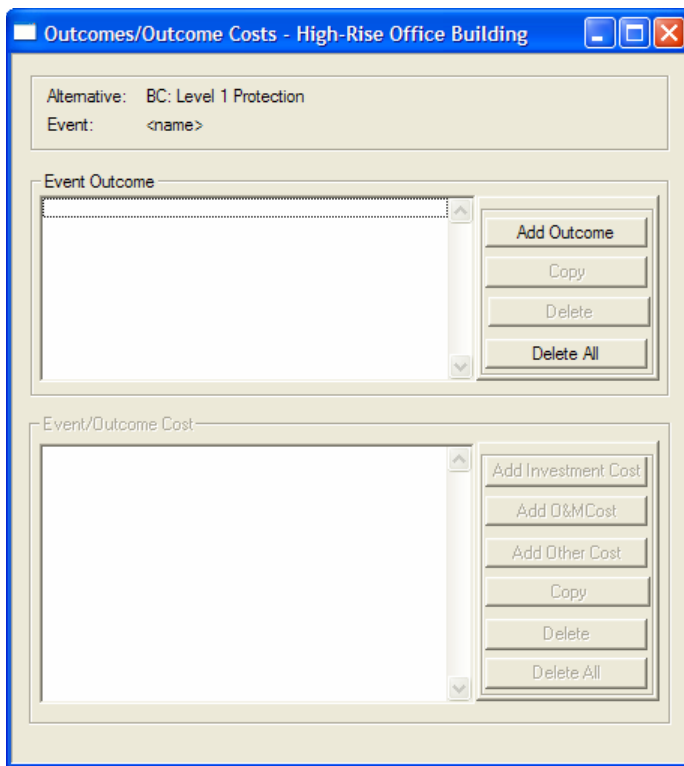 Outcomes/Outcome Costs - High-Rise Office Building
Alternative: BC: Level 1 Protection
Event: <name>
Event Outcome
Add Outcome
Copy
Delete
Delete All
Event/Outcome Cost
Add Investment Cost
Add O&MCost
Add Other Cost
Copy
Delete
Delete All